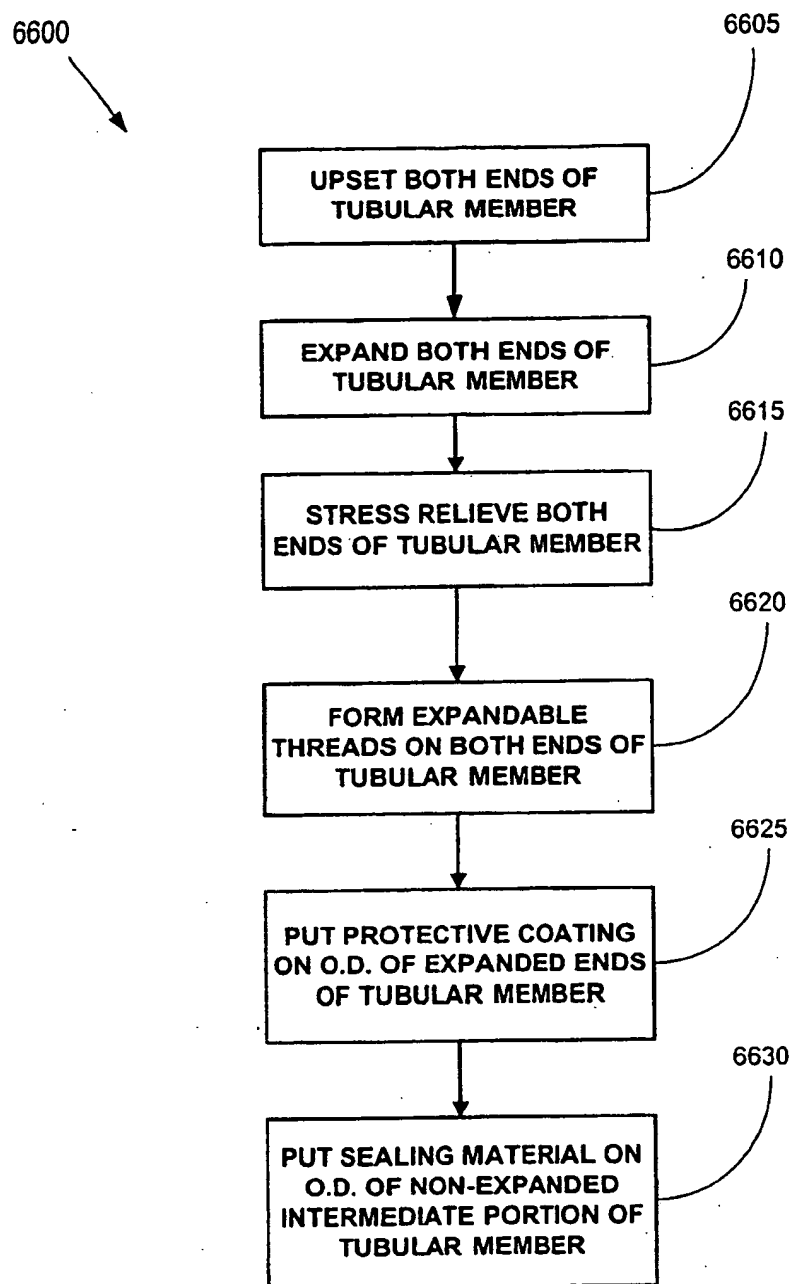 6600
6605
UPSET BOTH ENDS OF
TUBULAR MEMBER
6610
EXPAND BOTH ENDS OF
TUBULAR MEMBER
6615
STRESS RELIEVE BOTH
ENDS OF TUBULAR MEMBER
6620
FORM EXPANDABLE
THREADS ON BOTH ENDS OF
TUBULAR MEMBER
6625
PUT PROTECTIVE COATING
ON O.D. OF EXPANDED ENDS
OF TUBULAR MEMBER
6630
PUT SEALING MATERIAL ON
O.D. OF NON-EXPANDED
INTERMEDIATE PORTION OF
TUBULAR MEMBER